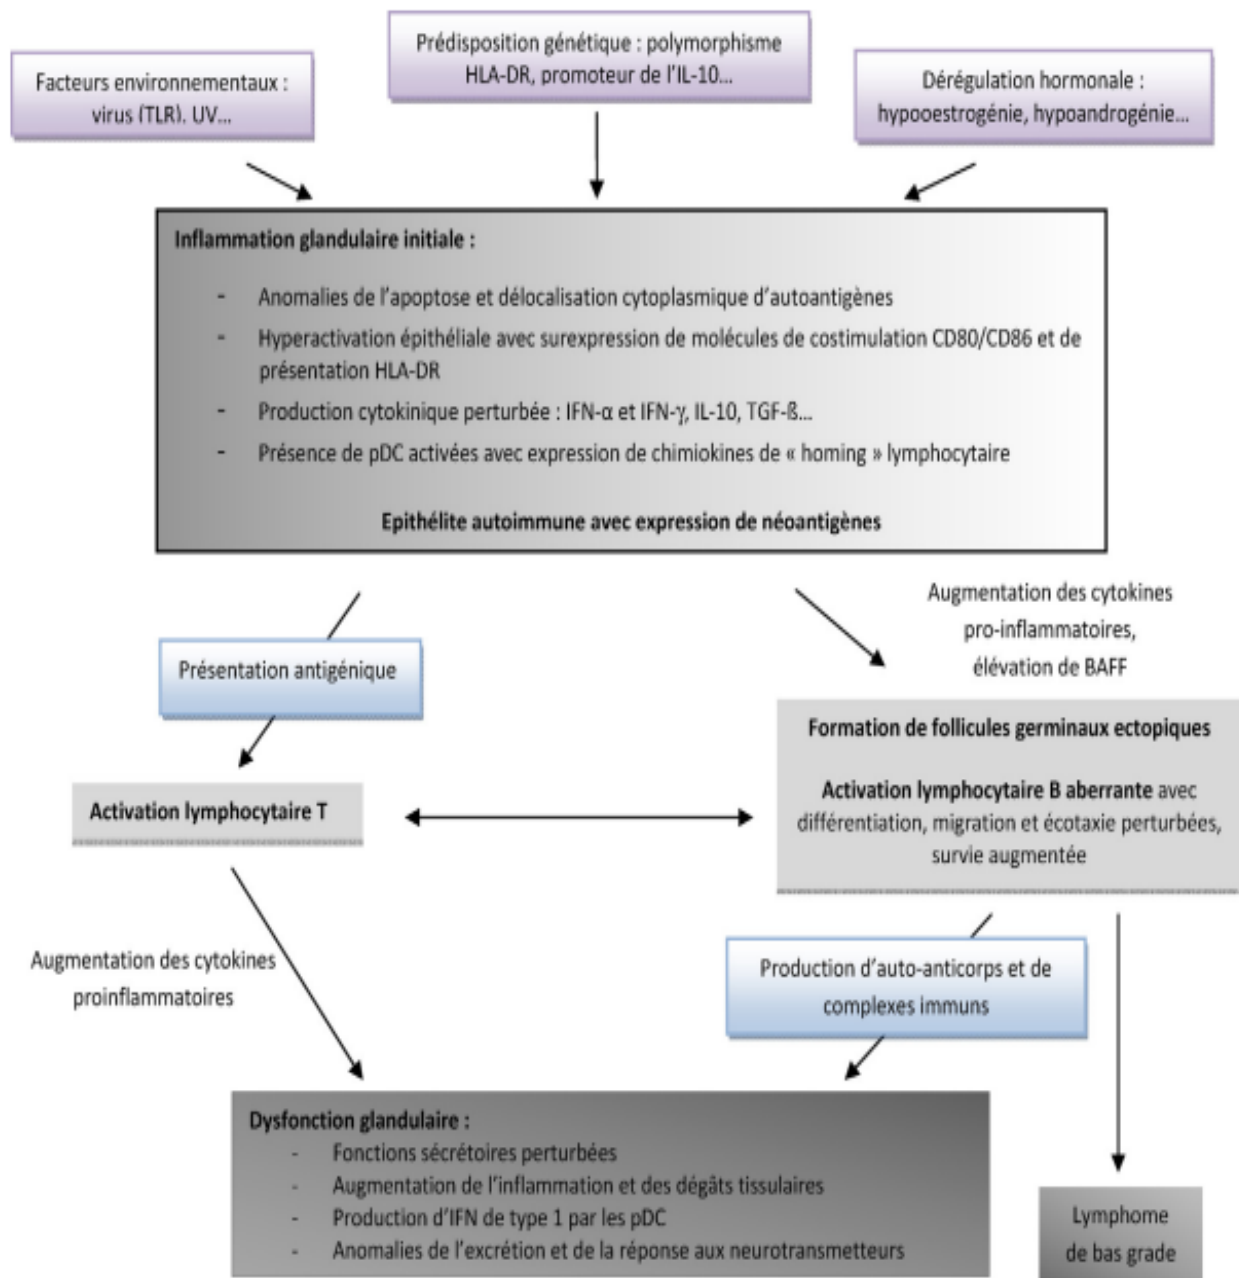 Facteurs environnementaux :
virus (TLR). UV...
Prédisposition génétique : polymorphisme
HLA-DR, promoteur de l'IL-10...
Dérégulation hormonale :
hypooestrogénie, hypoandrogénie...
Inflammation glandulaire initiale :
- Anomalies de l'apoptose et délocalisation cytoplasmique d'autoantigènes
- Hyperactivation épithéliale avec surexpression de molécules de costimulation CD80/CD86 et de
présentation HLA-DR
- Production cytokinique perturbée : IFN-α et IFN-γ, IL-10, TGF-ß...
- Présence de pDC activées avec expression de chimiokines de « homing » lymphocytaire
Epithélite autoimmune avec expression de néoantigènes
Présentation antigénique
Augmentation des cytokines
pro-inflammatoires,
élévation de BAFF
Activation lymphocytaire T
Formation de follicules germinaux ectopiques
Activation lymphocytaire B aberrante avec
différentiation, migration et écotaxie perturbées,
survie augmentée
Augmentation des cytokines
proinflammatoires
Production d'auto-anticorps et de
complexes immuns
Dysfonction glandulaire :
- Fonctions sécrétoires perturbées
- Augmentation de l'inflammation et des dégâts tissulaires
- Production d'IFN de type 1 par les pDC
- Anomalies de l'excrétion et de la réponse aux neurotransmetteurs
Lymphome
de bas grade